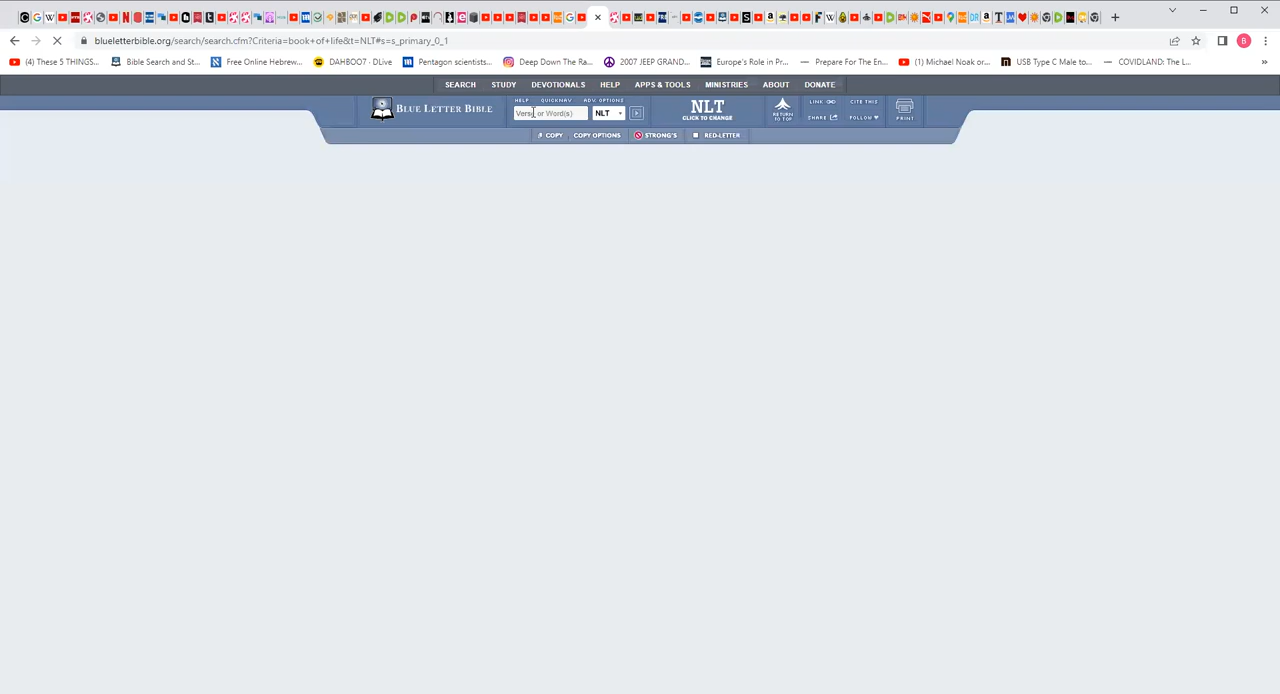 blueletterbible.org/search/search.cfm?Criteria=book+of+life&t=NLT#s=s_primary_0_1
(4) These 5 THINGS... Bible Search and St... Free Online Hebrew... DAHBOO7 - DLive Pentagon scientists... Deep Down The Ra... 2007 JEEP GRAND... Europe's Role in Pr... Prepare For The En... (1) Michael Noak or... USB Type C Male to... COVIDLAND: The L... »
SEARCH STUDY DEVOTIONALS HELP APPS & TOOLS MINISTRIES ABOUT DONATE
HELP QUICKNAV ADV. OPTIONS
BLUE LETTER BIBLE Verse or Word(s) NLT
NLT
CLICK TO CHANGE
RETURN TO TOP
LINK CITE THIS
SHARE FOLLOW PRINT
COPY COPY OPTIONS STRONG'S RED-LETTER